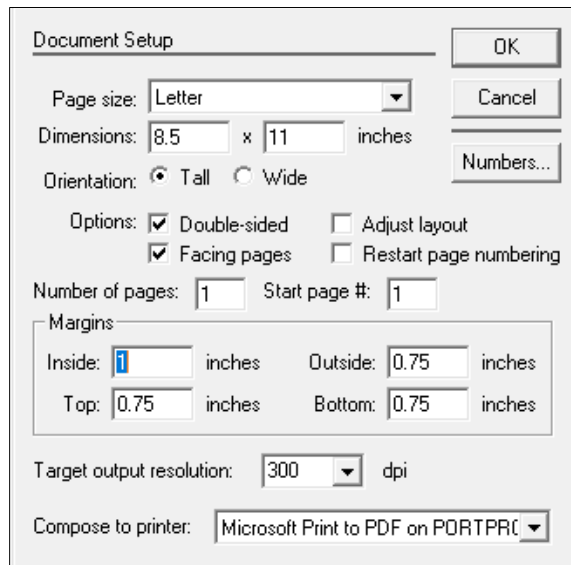 Document Setup
OK
Page size: Letter
Cancel
Dimensions: 8.5 x 11 inches
Numbers...
Orientation: Tall Wide
Options: Double-sided Adjust layout
Facing pages Restart page numbering
Number of pages: 1 Start page #: 1
Margins
Inside: 1 inches Outside: 0.75 inches
Top: 0.75 inches Bottom: 0.75 inches
Target output resolution: 300 dpi
Compose to printer: Microsoft Print to PDF on PORTPR(